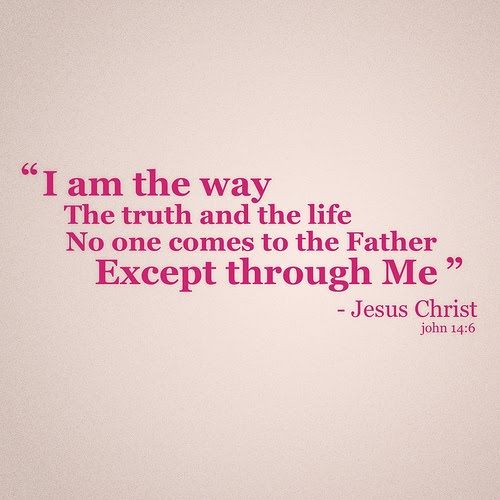 “I am the way
The truth and the life
No one comes to the Father
Except through Me”
- Jesus Christ
john 14:6